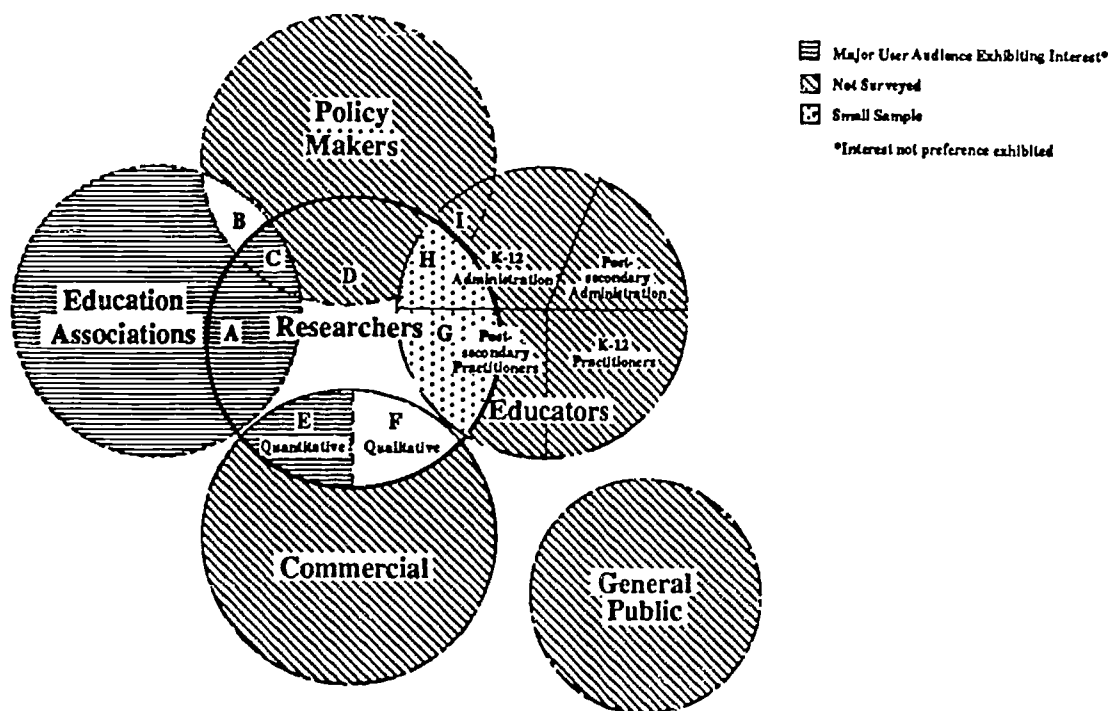 Major User Audience Exhibiting Interest*
Not Surveyed
Small Sample
*Interest not preference exhibited
Policy
Makers
B
I
C
H
K-12
Administration
Post-
secondary
Administration
D
Education
Associations
A
Researchers
G
Post-
secondary
Practitioners
K-12
Practitioners
Educators
E
F
Quantitative
Qualitative
Commercial
General
Public